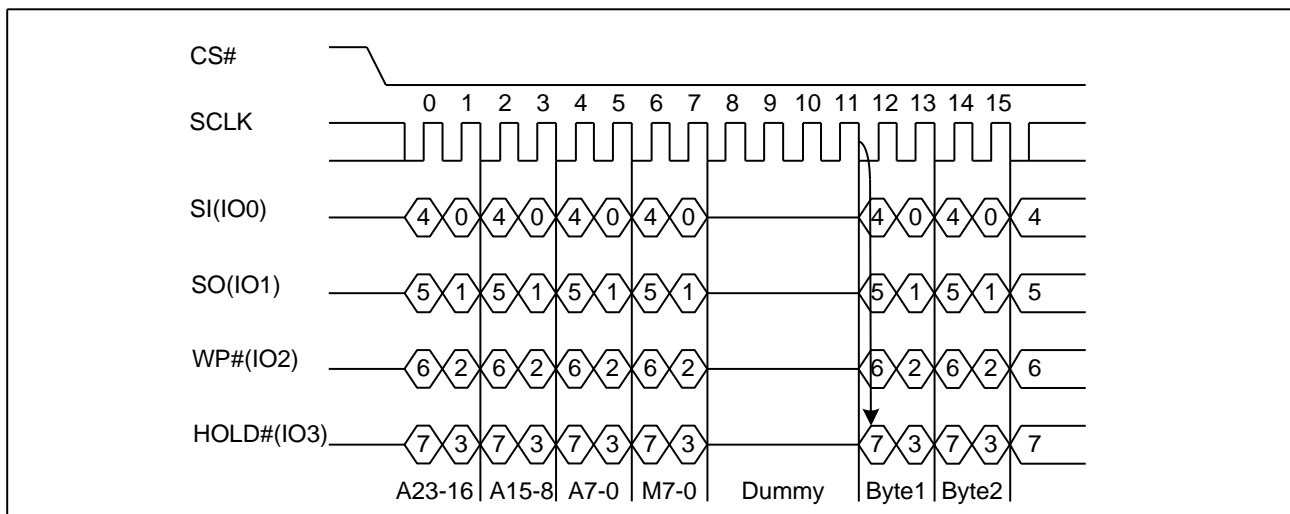 CS#
0 1 2 3 4 5 6 7 8 9 10 11 12 13 14 15
SCLK
SI(IO0) 4 0 4 0 4 0 4 0 4 0 4 0 4
SO(IO1) 5 1 5 1 5 1 5 1 5 1 5 1 5
WP#(IO2) 6 2 6 2 6 2 6 2 6 2 6 2 6
HOLD#(IO3) 7 3 7 3 7 3 7 3 7 3 7 3 7
A23-16 A15-8 A7-0 M7-0 Dummy Byte1 Byte2